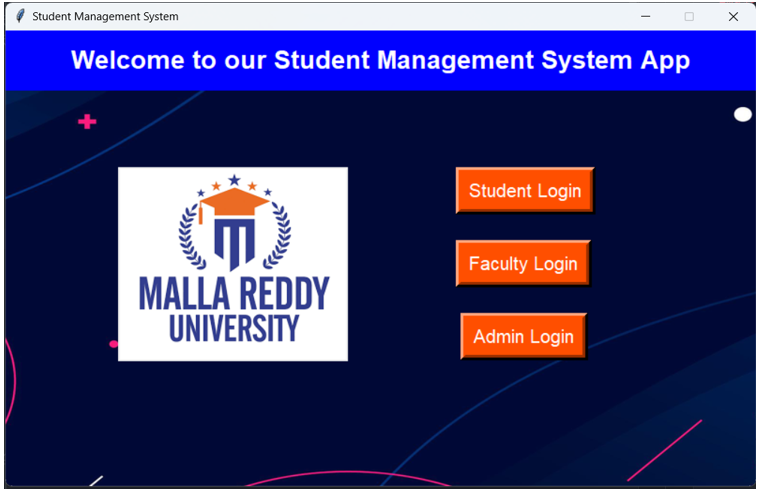 Student Management System
Welcome to our Student Management System App
MALLA REDDY
UNIVERSITY
Student Login
Faculty Login
Admin Login